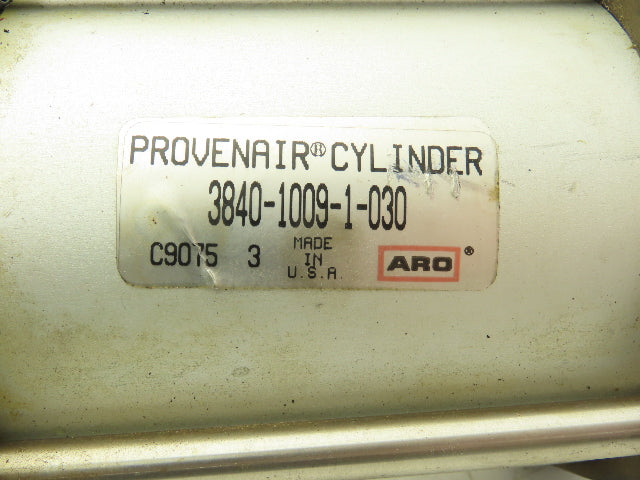 PROVENAIR® CYLINDER
3840-1009-1-030
C9075 3
MADE
IN
U.S.A.
ARO®